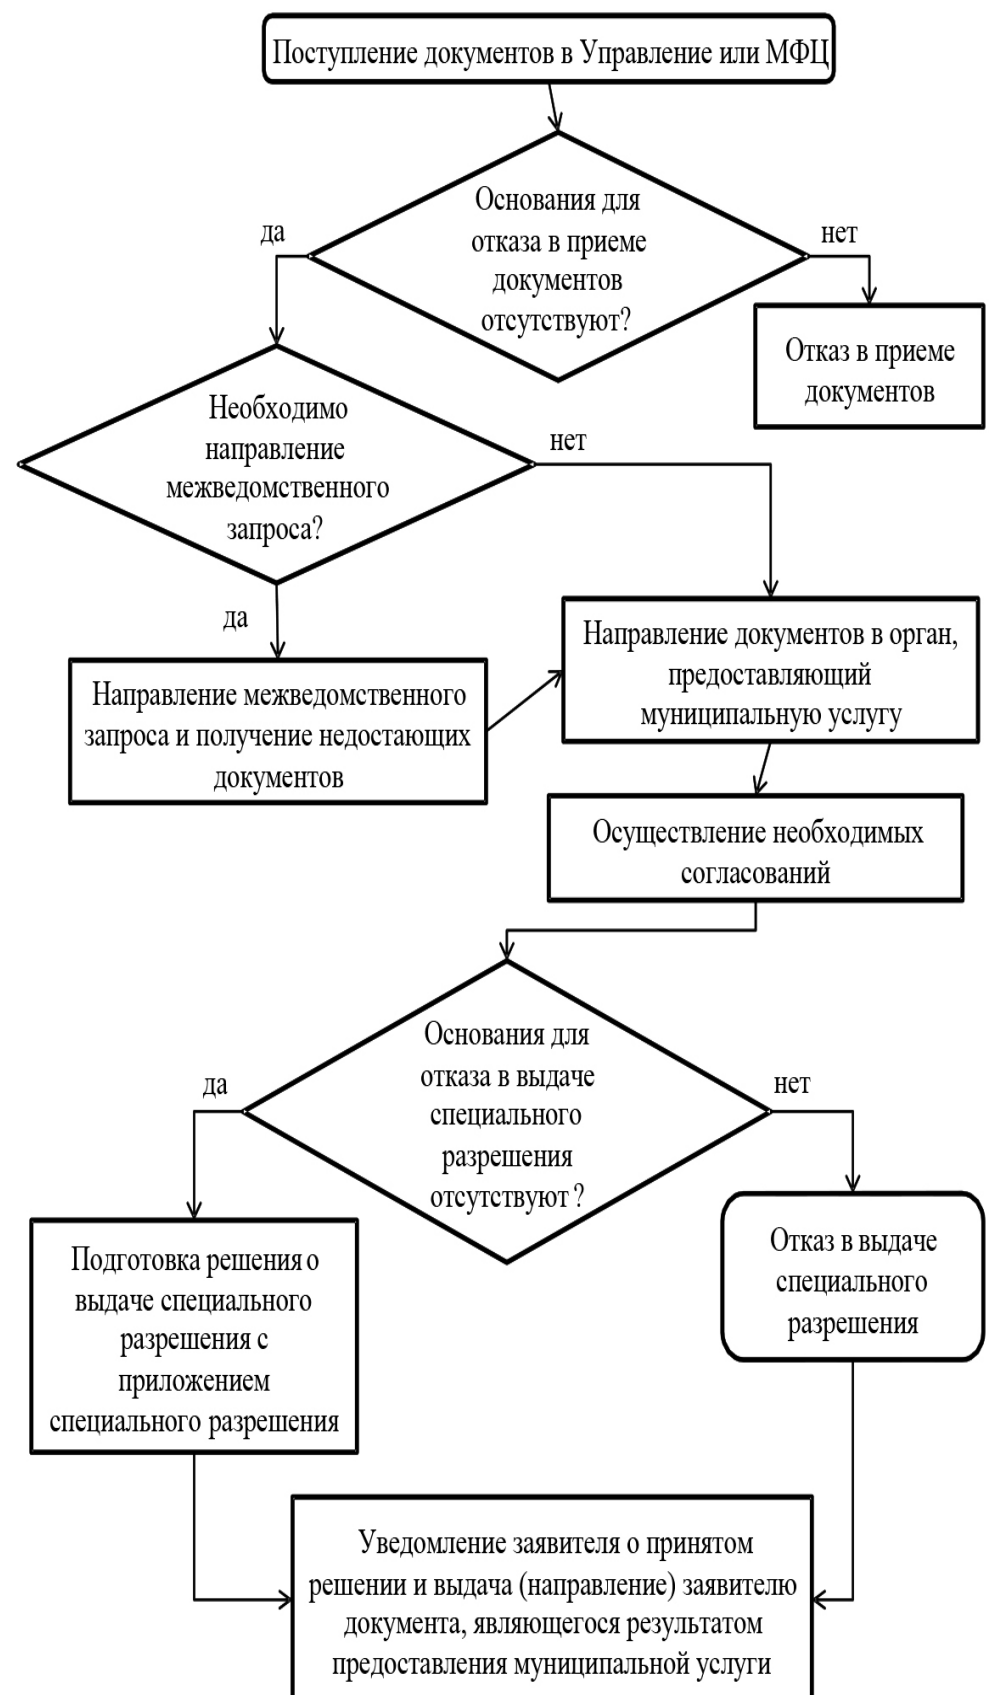 Поступление документов в Управление или МФЦ
Основания для
отказа в приеме
документов
отсутствуют?
да
нет
Отказ в приеме
документов
Необходимо
направление
межведомственного
запроса?
нет
да
Направление межведомственного
запроса и получение недостающих
документов
Направление документов в орган,
предоставляющий
муниципальную услугу
Осуществление необходимых
согласований
Основания для
отказа в выдаче
специального
разрешения
отсутствуют ?
да
нет
Подготовка решения о
выдаче специального
разрешения с
приложением
специального разрешения
Отказ в выдаче
специального
разрешения
Уведомление заявителя о принятом
решении и выдача (направление) заявителю
документа, являющегося результатом
предоставления муниципальной услуги